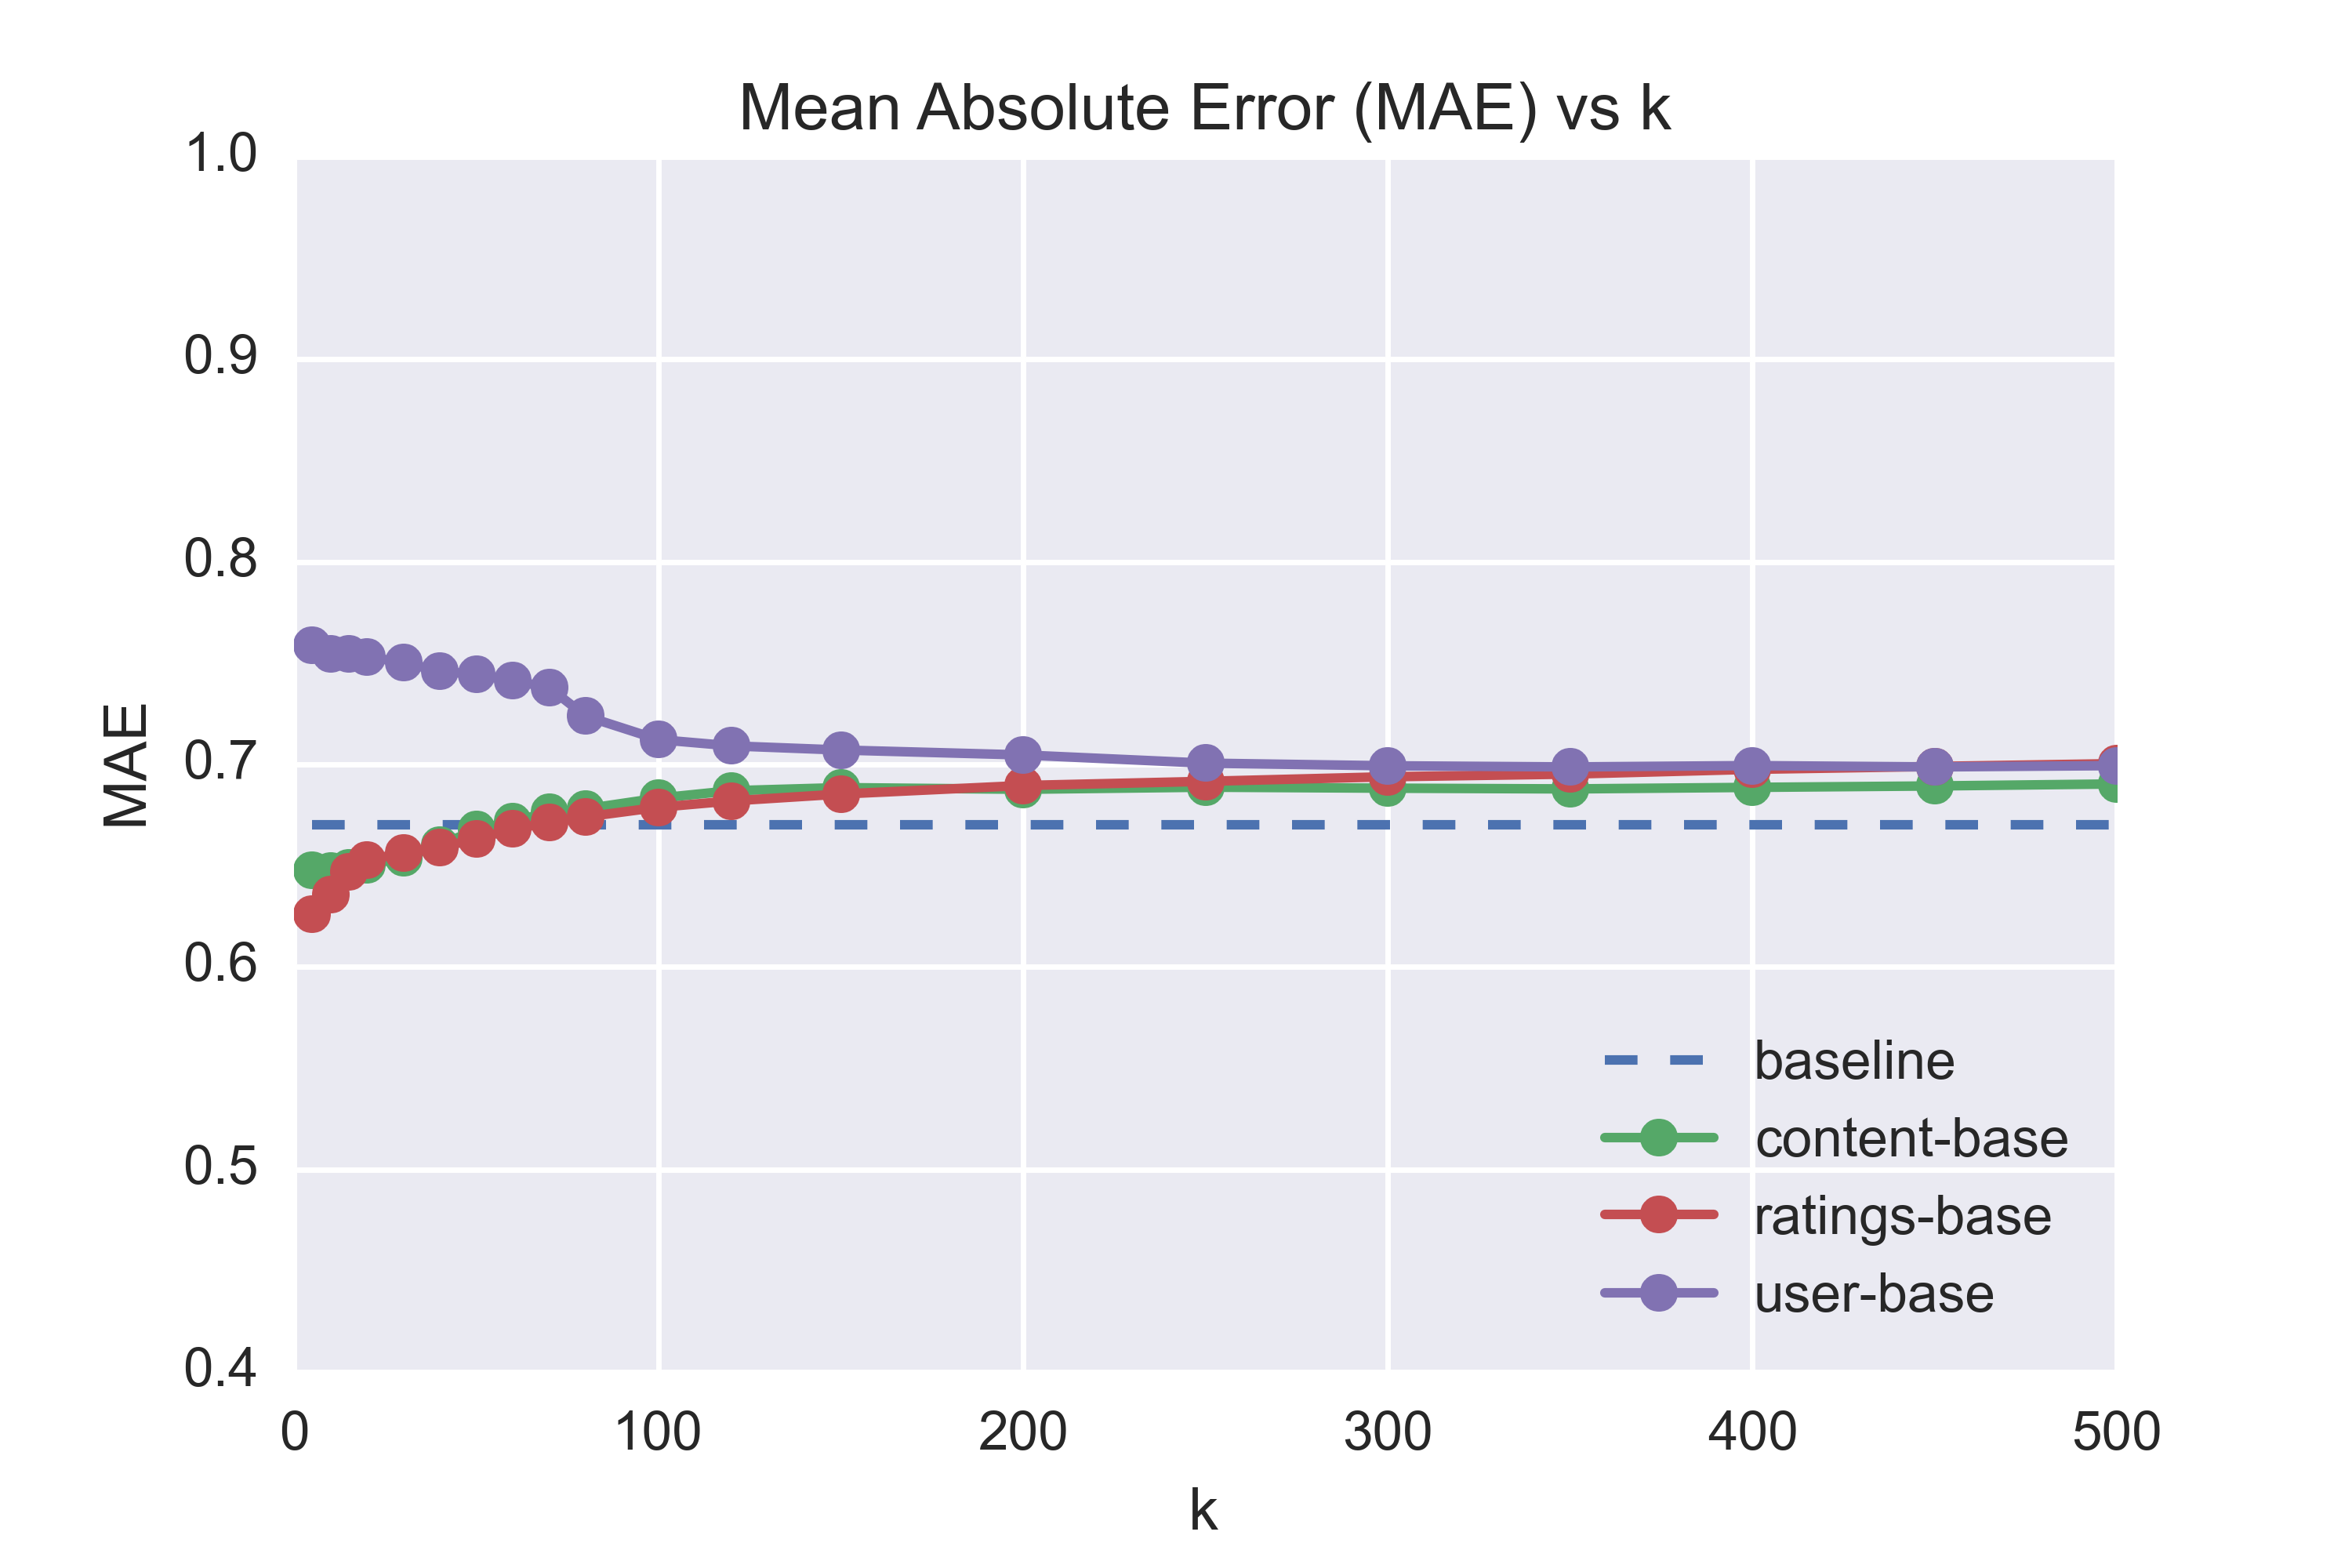 Mean Absolute Error (MAE) vs k
1.0
0.9
0.8
0.7
0.6
0.5
0.4
MAE
baseline
content-base
ratings-base
user-base
0 100 200 300 400 500
k